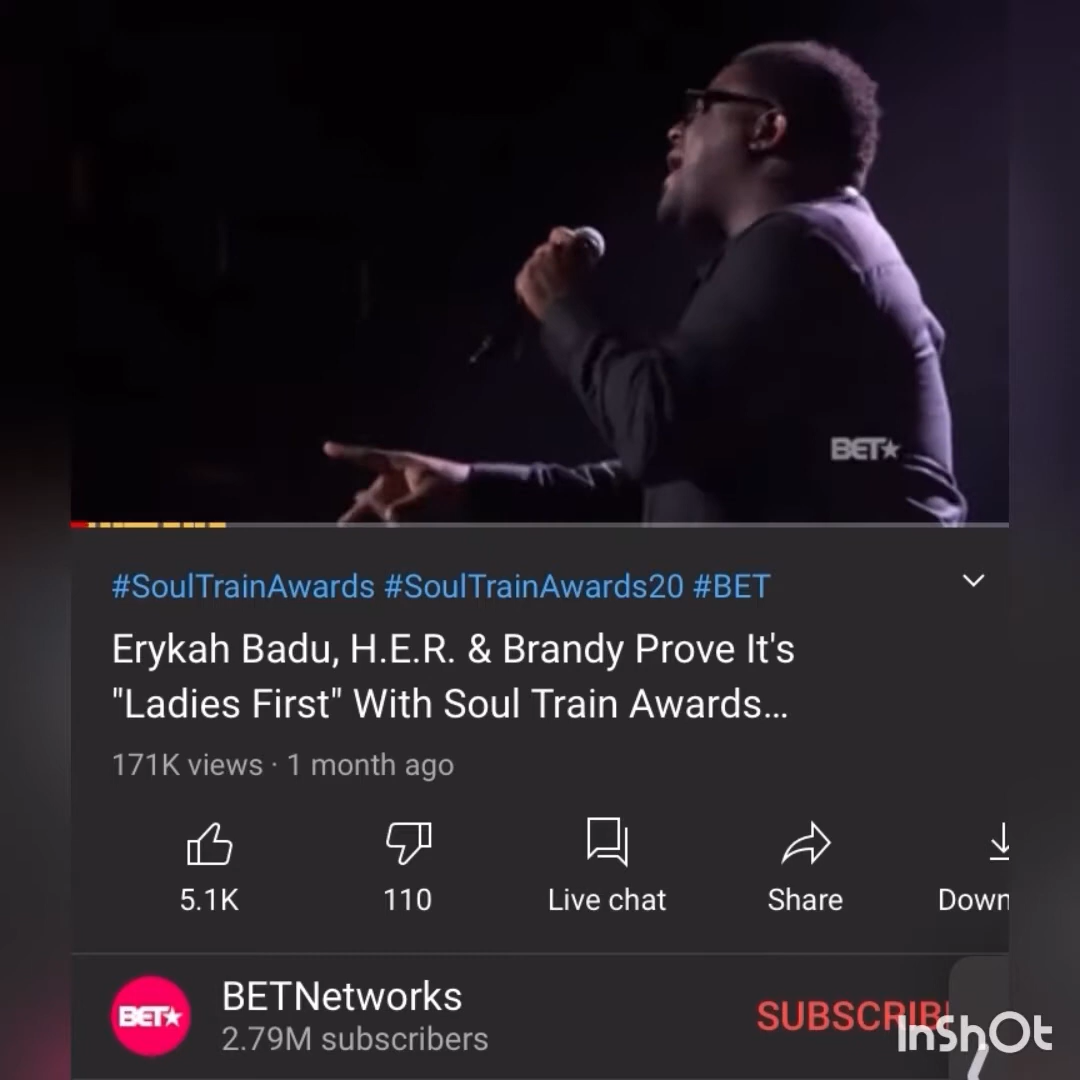 BET★
#SoulTrainAwards #SoulTrainAwards20 #BET
Erykah Badu, H.E.R. & Brandy Prove It's
"Ladies First" With Soul Train Awards...
171K views · 1 month ago
5.1K 110 Live chat Share Down
BET★ BETNetworks
2.79M subscribers
SUBSCRIB
InShOt